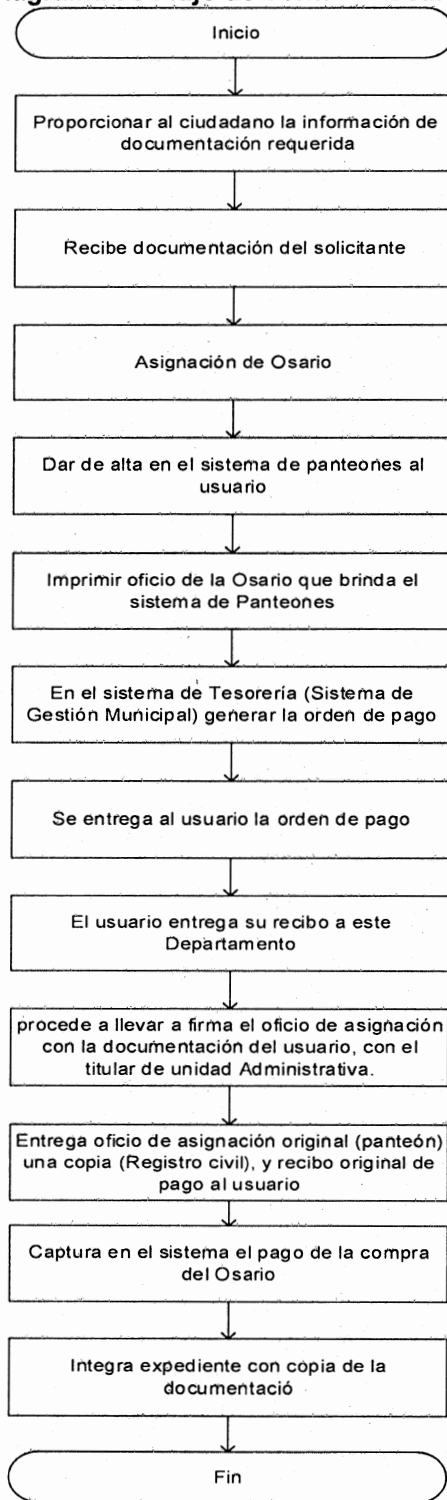 Inicio
Proporcionar al ciudadano la información de
documentación requerida
Recibe documentación del solicitante
Asignación de Osario
Dar de alta en el sistema de panteones al
usuario
Imprimir oficio de la Osario que brinda el
sistema de Panteones
En el sistema de Tesorería (Sistema de
Gestión Municipal) generar la orden de pago
Se entrega al usuario la orden de pago
El usuario entrega su recibo a este
Departamento
procede a llevar a firma el oficio de asignación
con la documentación del usuario, con el
titular de unidad Administrativa.
Entrega oficio de asignación original (panteón)
una copia (Registro civil), y recibo original de
pago al usuario
Captura en el sistema el pago de la compra
del Osario
Integra expediente con copia de la
documentació
Fin